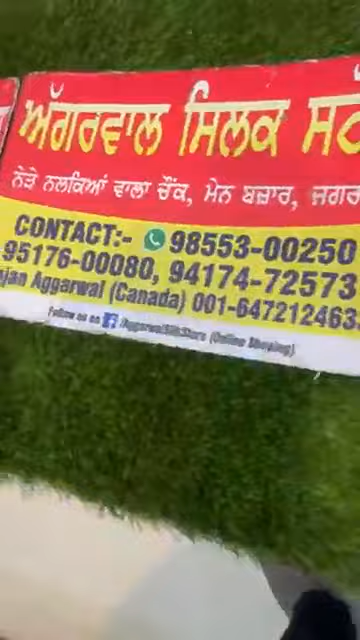 ਅੱਗਰਵਾਲ ਸਿਲਕ ਸਟੋ
ਨੇੜੇ ਨਲਕਿਆਂ ਵਾਲਾ ਚੌਂਕ, ਮੇਨ ਬਜ਼ਾਰ, ਜਗਰ
CONTACT:- 98553-00250
95176-00080, 94174-72573
jan Aggarwal (Canada) 001-647212463
Follow us on /AggarwalSilkStore (Online Shoping)